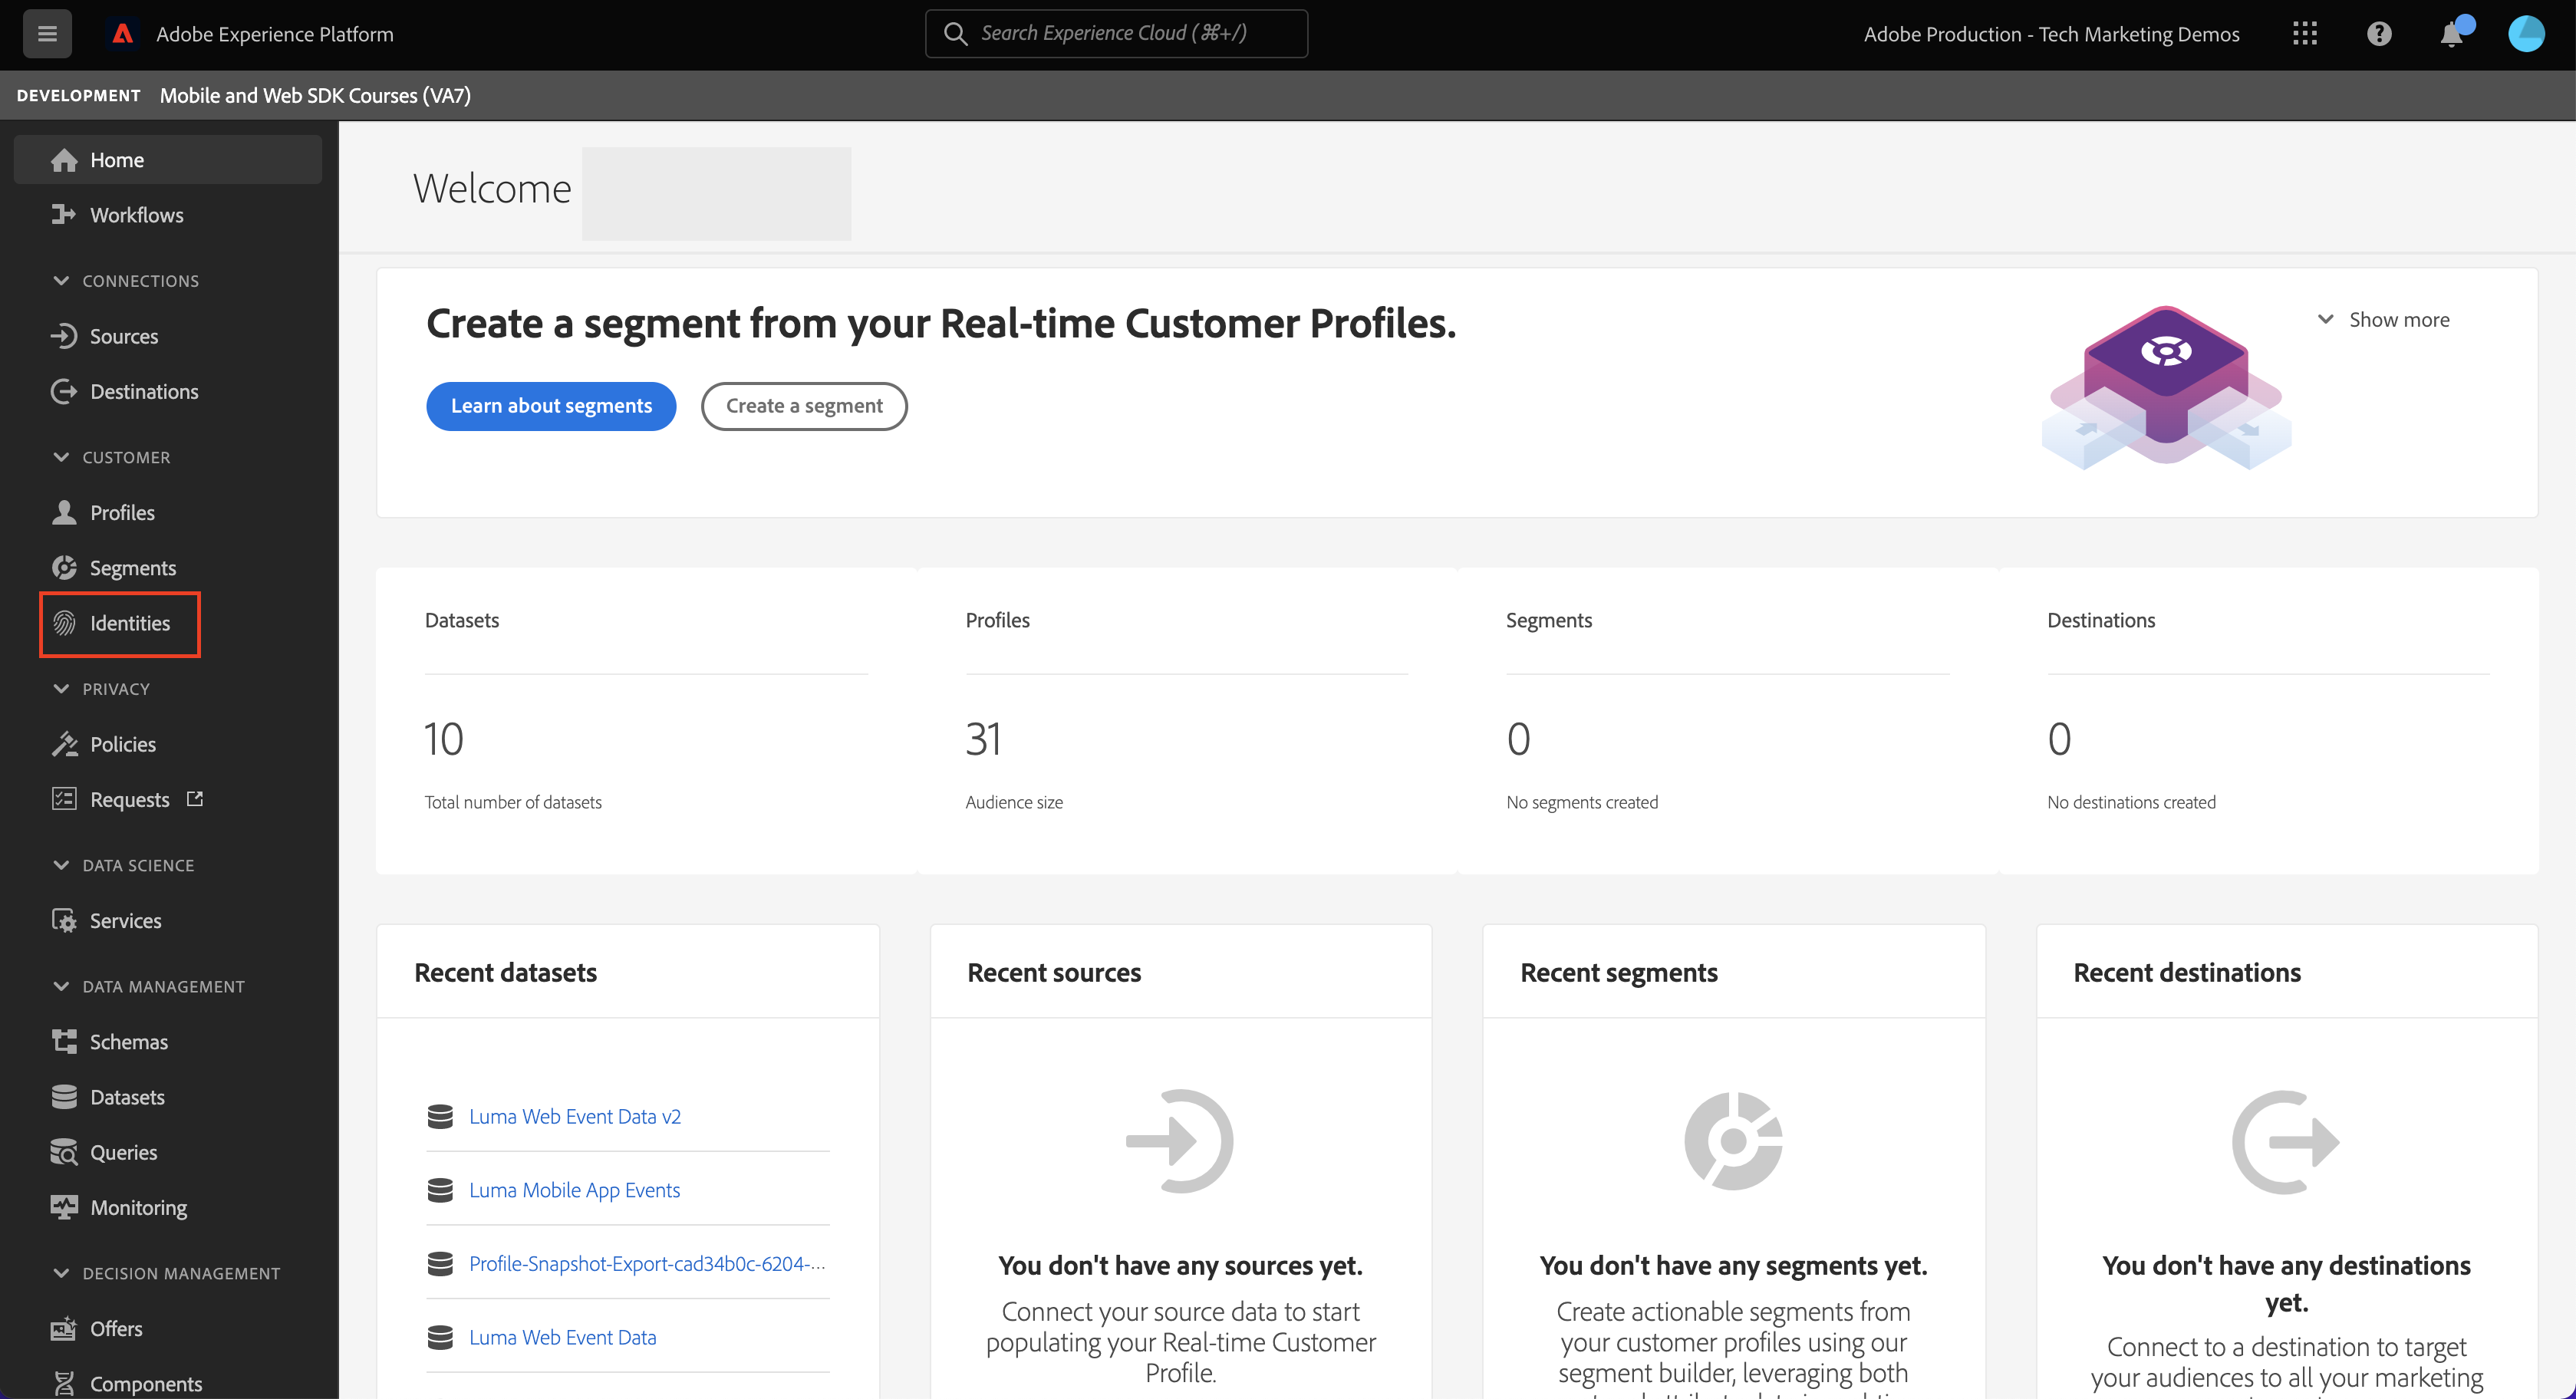 Adobe Experience Platform
Search Experience Cloud (⌘+/)
Adobe Production - Tech Marketing Demos
DEVELOPMENT Mobile and Web SDK Courses (VA7)
Home
Workflows
CONNECTIONS
Sources
Destinations
CUSTOMER
Profiles
Segments
Identities
PRIVACY
Policies
Requests
DATA SCIENCE
Services
DATA MANAGEMENT
Schemas
Datasets
Queries
Monitoring
DECISION MANAGEMENT
Offers
Components
Welcome
Create a segment from your Real-time Customer Profiles.
Show more
Learn about segments
Create a segment
Datasets
10
Total number of datasets
Profiles
31
Audience size
Segments
0
No segments created
Destinations
0
No destinations created
Recent datasets
Luma Web Event Data v2
Luma Mobile App Events
Profile-Snapshot-Export-cad34b0c-6204-...
Luma Web Event Data
Recent sources
You don't have any sources yet.
Connect your source data to start
populating your Real-time Customer
Profile.
Recent segments
You don't have any segments yet.
Create actionable segments from
your customer profiles using our
segment builder, leveraging both
Recent destinations
You don't have any destinations
yet.
Connect to a destination to target
your audiences to all your marketing